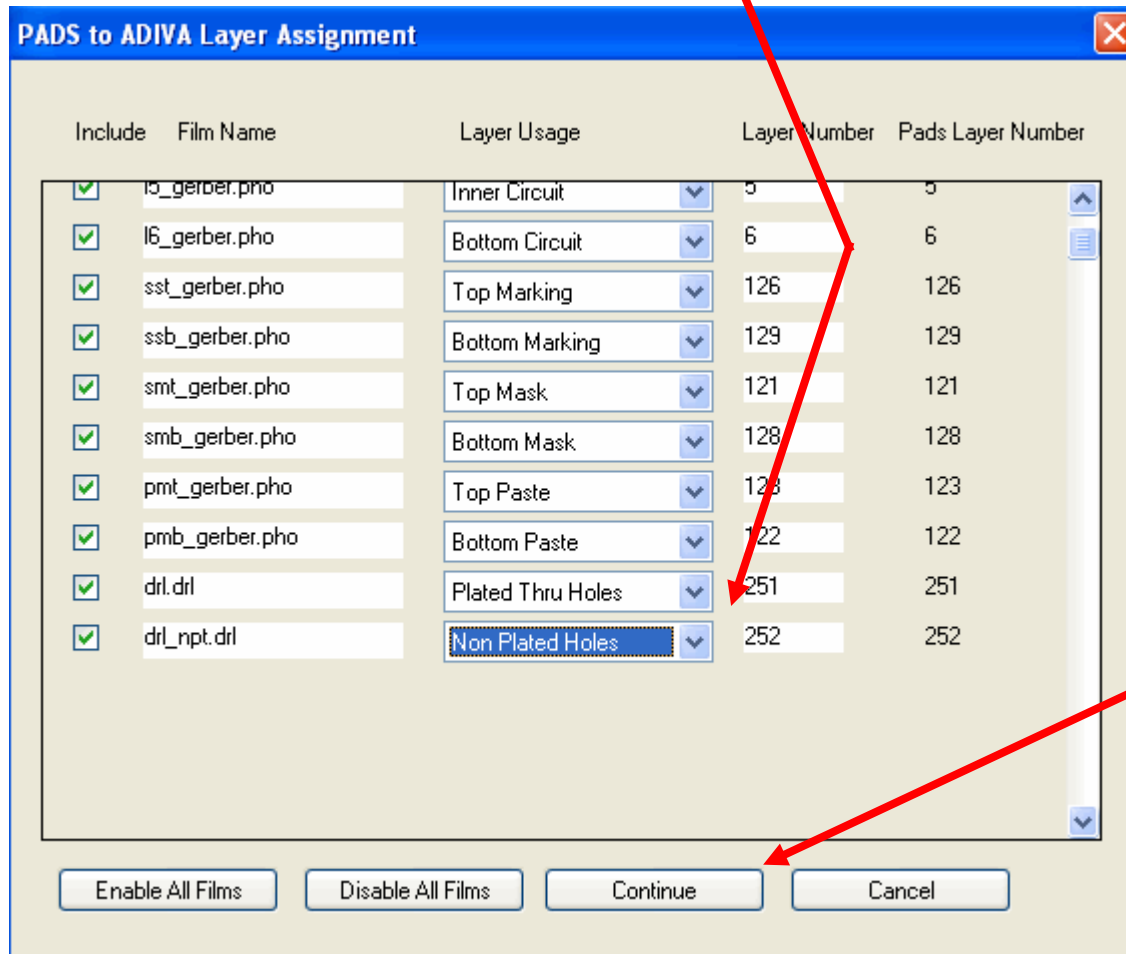 PADS to ADIVA Layer Assignment
Include Film Name Layer Usage Layer Number Pads Layer Number
l5_gerber.pho Inner Circuit 5 5
l6_gerber.pho Bottom Circuit 6 6
sst_gerber.pho Top Marking 126 126
ssb_gerber.pho Bottom Marking 129 129
smt_gerber.pho Top Mask 121 121
smb_gerber.pho Bottom Mask 128 128
pmt_gerber.pho Top Paste 123 123
pmb_gerber.pho Bottom Paste 122 122
drl.drl Plated Thru Holes 251 251
drl_npt.drl Non Plated Holes 252 252
Enable All Films Disable All Films Continue Cancel